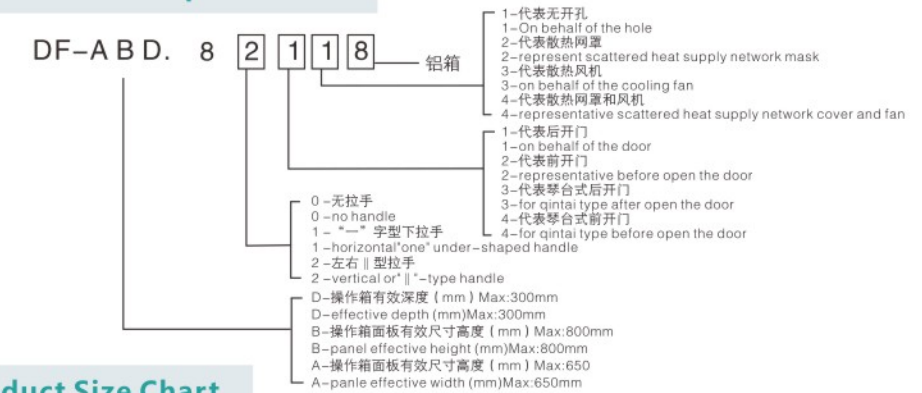 DF-A B D. 8 2 1 1 8
铝箱
1-代表无开孔
1-On behalf of the hole
2-代表散热网罩
2-represent scattered heat supply network mask
3-代表散热风机
3-on behalf of the cooling fan
4-代表散热网罩和风机
4-representative scattered heat supply network cover and fan
1-代表后开门
1-on behalf of the door
2-代表前开门
2-representative before open the door
3-代表琴台式后开门
3-for qintai type after open the door
4-代表琴台式前开门
4-for qintai type before open the door
0-无拉手
0-no handle
1-“一”字型下拉手
1-horizontal"one" under-shaped handle
2-左右 ‖ 型拉手
2-vertical or" ‖ "-type handle
D-操作箱有效深度(mm)Max:300mm
D-effective depth (mm)Max:300mm
B-操作箱面板有效尺寸高度(mm)Max:800mm
B-panel effective height (mm)Max:800mm
A-操作箱面板有效尺寸高度(mm)Max:650
A-panle effective width (mm)Max:650mm
duct Size Chart